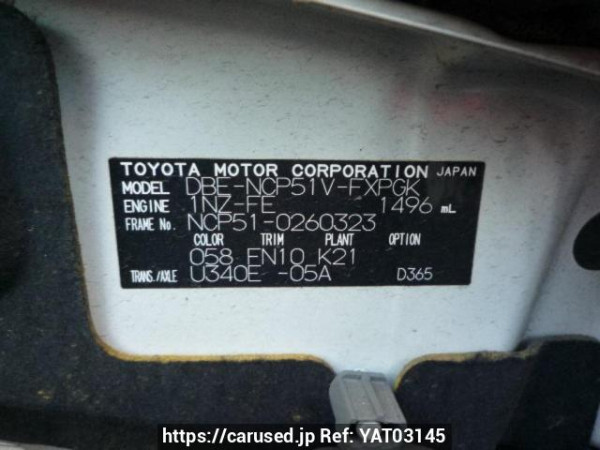 TOYOTA MOTOR CORPORATION JAPAN
MODEL DBE-NCP51V-FXPGK
ENGINE 1NZ-FE 1496 mL
FRAME No. NCP51-0260323
COLOR TRIM PLANT OPTION
058 EN10 K21
TRANS./AXLE U340E -05A D365
https://carused.jp Ref: YAT03145